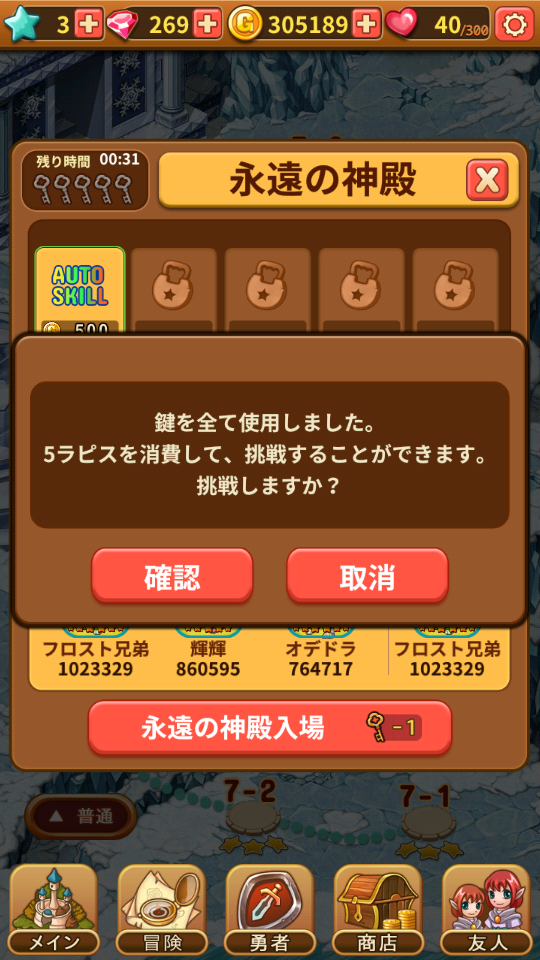 3
269
305189
40/300
残り時間 00:31
永遠の神殿
AUTO SKILL
500
鍵を全て使用しました。
5ラピスを消費して、挑戦することができます。
挑戦しますか？
確認
取消
フロスト兄弟
1023329
輝輝
860595
オデドラ
764717
フロスト兄弟
1023329
永遠の神殿入場
-1
7-2
7-1
▲ 普通
メイン
冒険
勇者
商店
友人